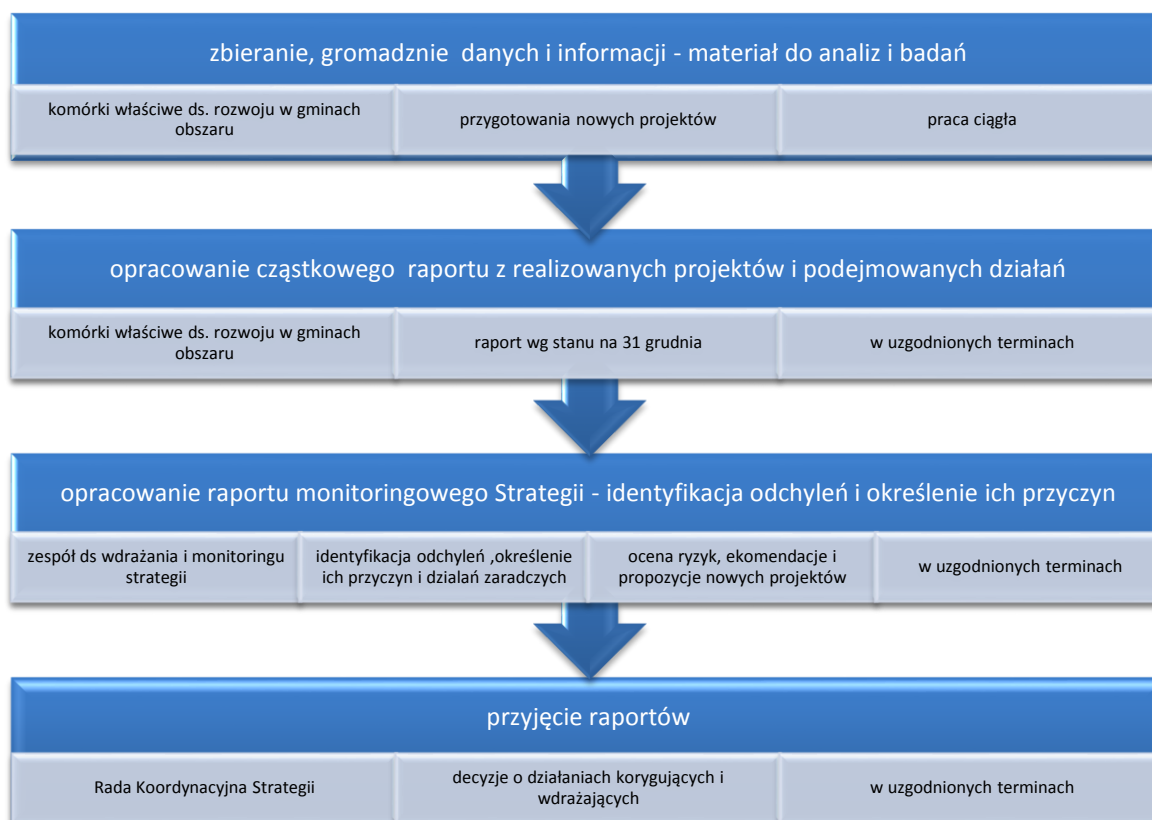 zbieranie, gromadznie  danych i informacji - materiał do analiz i badań
komórki właściwe ds. rozwoju w gminach
obszaru
przygotowania nowych projektów
praca ciągła
opracowanie cząstkowego  raportu z realizowanych projektów i podejmowanych działań
komórki właściwe ds. rozwoju w gminach
obszaru
raport wg stanu na 31 grudnia
w uzgodnionych terminach
opracowanie raportu monitoringowego Strategii - identyfikacja odchyleń i określenie ich przyczyn
zespół ds wdrażania i monitoringu
strategii
identyfikacja odchyleń ,określenie
ich przyczyn i dzialań zaradczych
ocena ryzyk, ekomendacje i
propozycje nowych projektów
w uzgodnionych terminach
przyjęcie raportów
Rada Koordynacyjna Strategii
decyzje o działaniach korygujących i
wdrażających
w uzgodnionych terminach